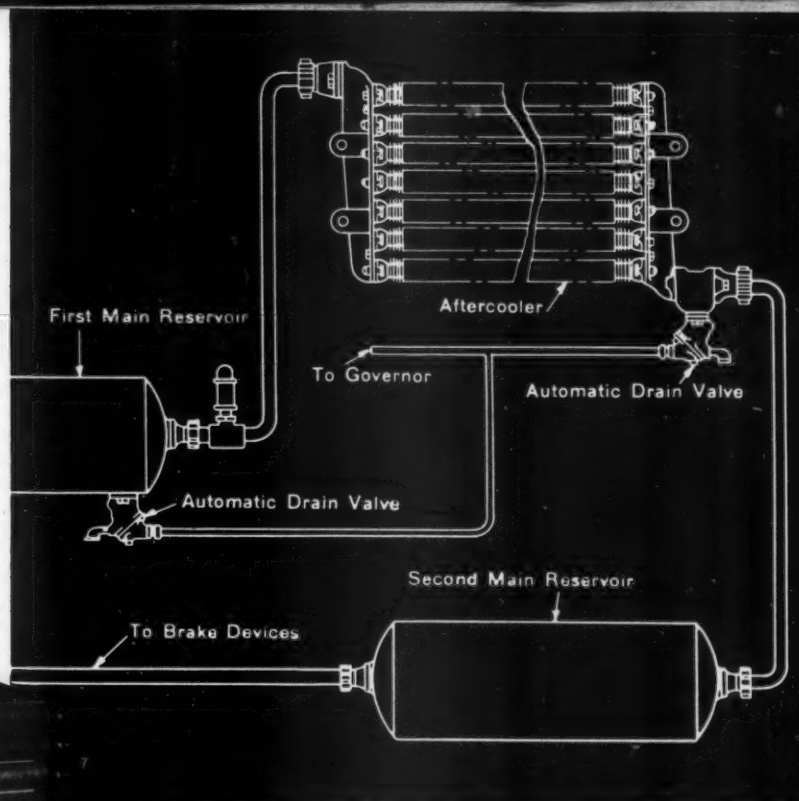 First Main Reservoir
Aftercooler
To Governor
Automatic Drain Valve
Automatic Drain Valve
Second Main Reservoir
To Brake Devices